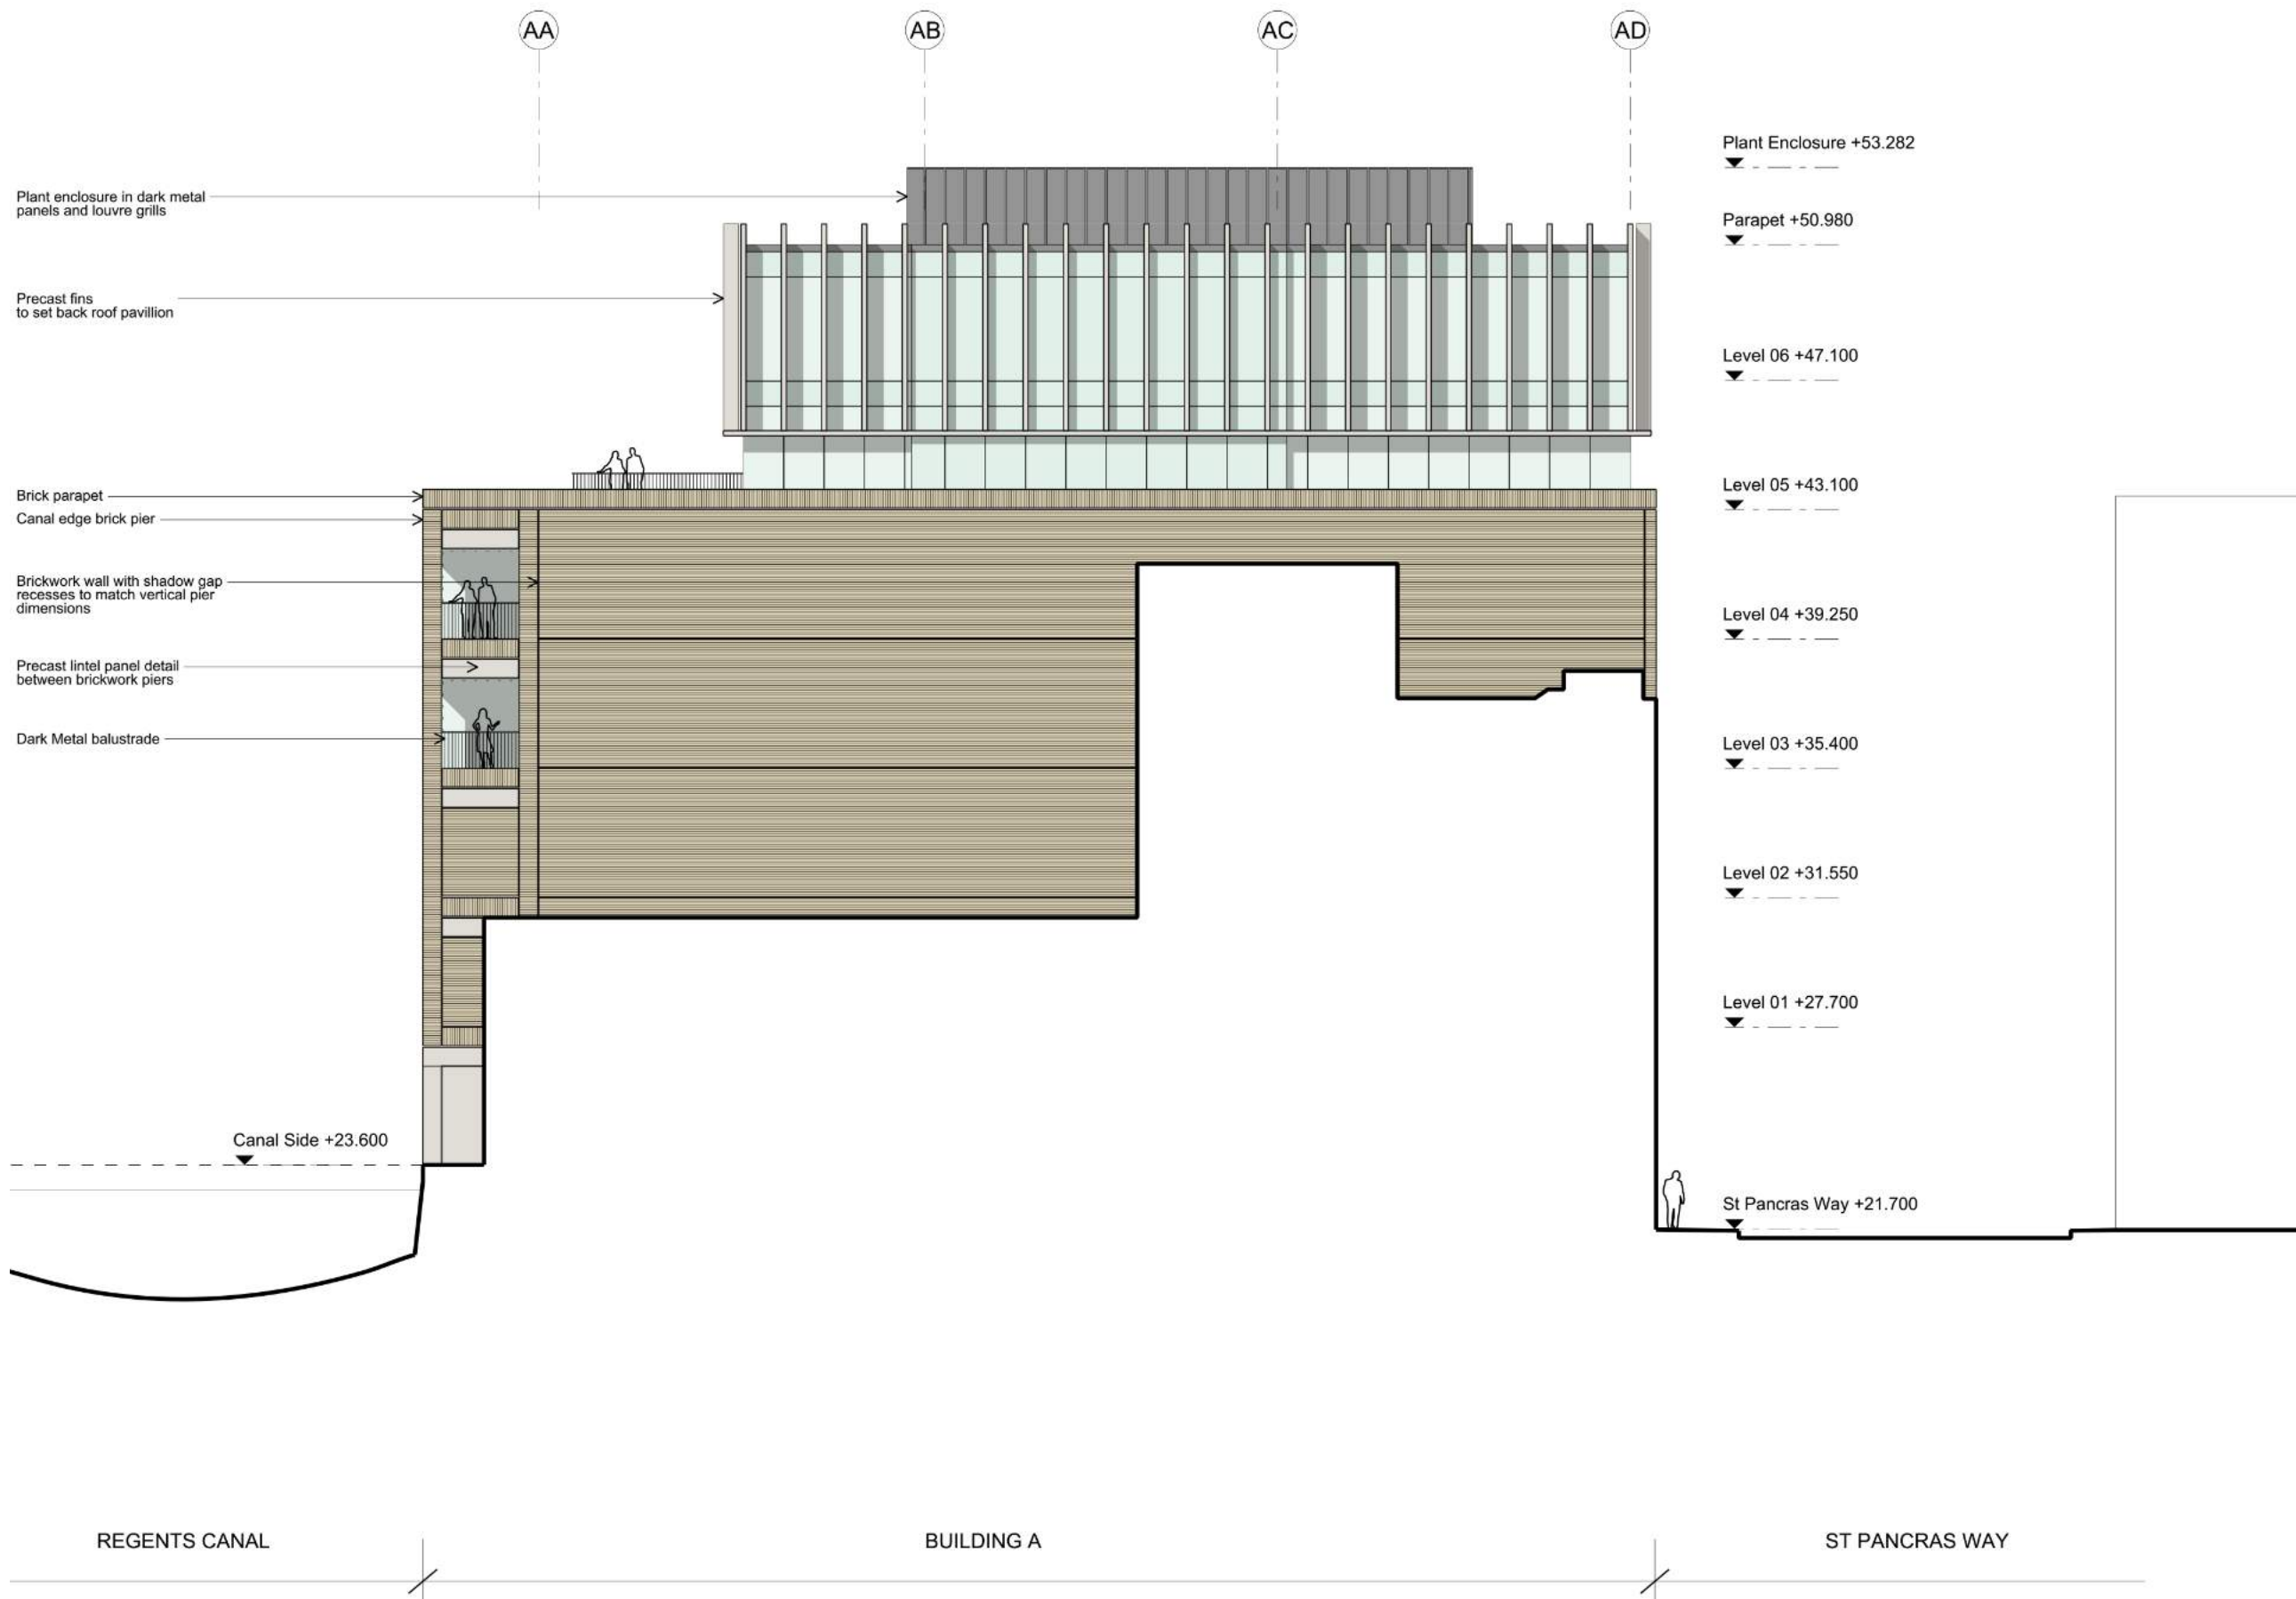 AA
AB
AC
AD
Plant Enclosure +53.282
Plant enclosure in dark metal
panels and louvre grills
Parapet +50.980
Precast fins
to set back roof pavillion
Level 06 +47.100
Level 05 +43.100
Brick parapet
Canal edge brick pier
Brickwork wall with shadow gap
recesses to match vertical pier
dimensions
Level 04 +39.250
Precast lintel panel detail
between brickwork piers
Dark Metal balustrade
Level 03 +35.400
Level 02 +31.550
Level 01 +27.700
Canal Side +23.600
St Pancras Way +21.700
REGENTS CANAL
BUILDING A
ST PANCRAS WAY